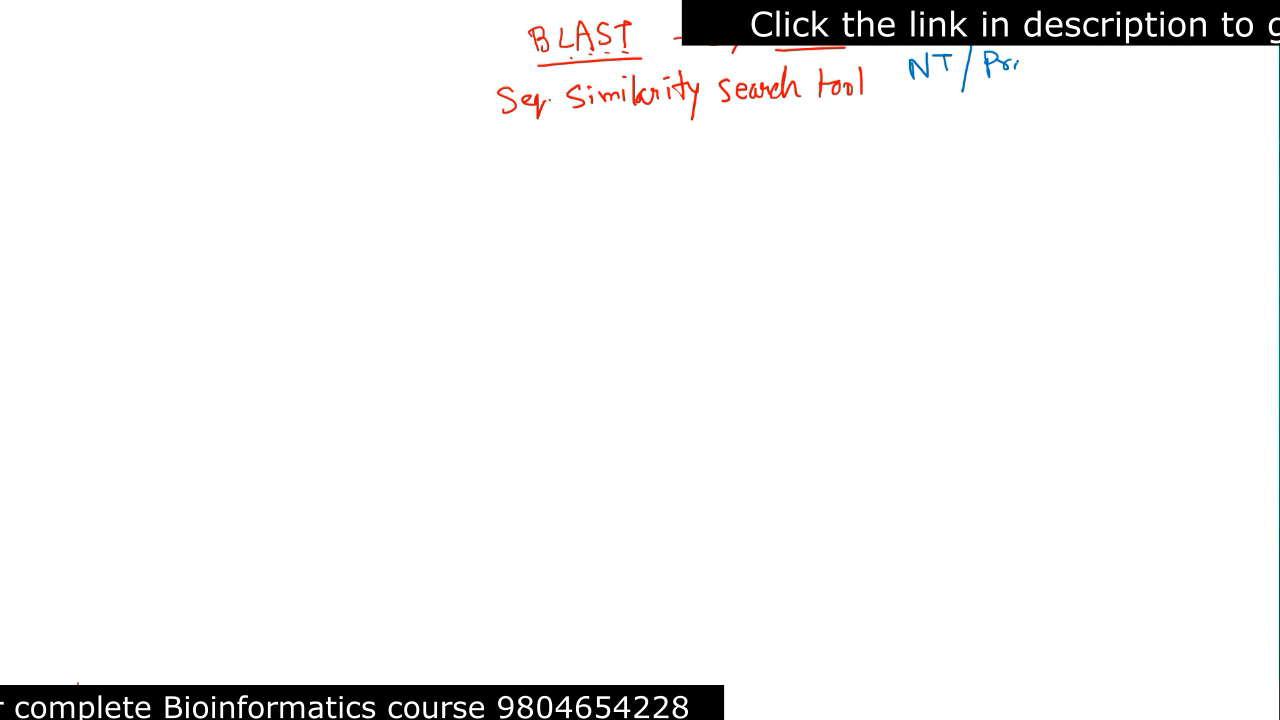 Click the link in description to g
BLAST -
NT/Pr
Seq. Similarity search tool
r complete Bioinformatics course 9804654228